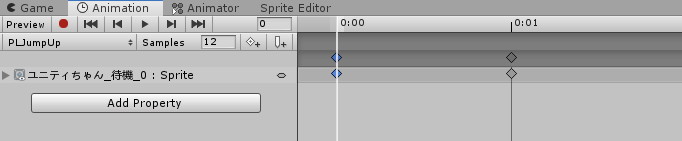 Game Animation Animator Sprite Editor
Preview 0 0:00 0:01
PLJumpUp Samples 12
ユニティちゃん_待機_0 : Sprite
Add Property